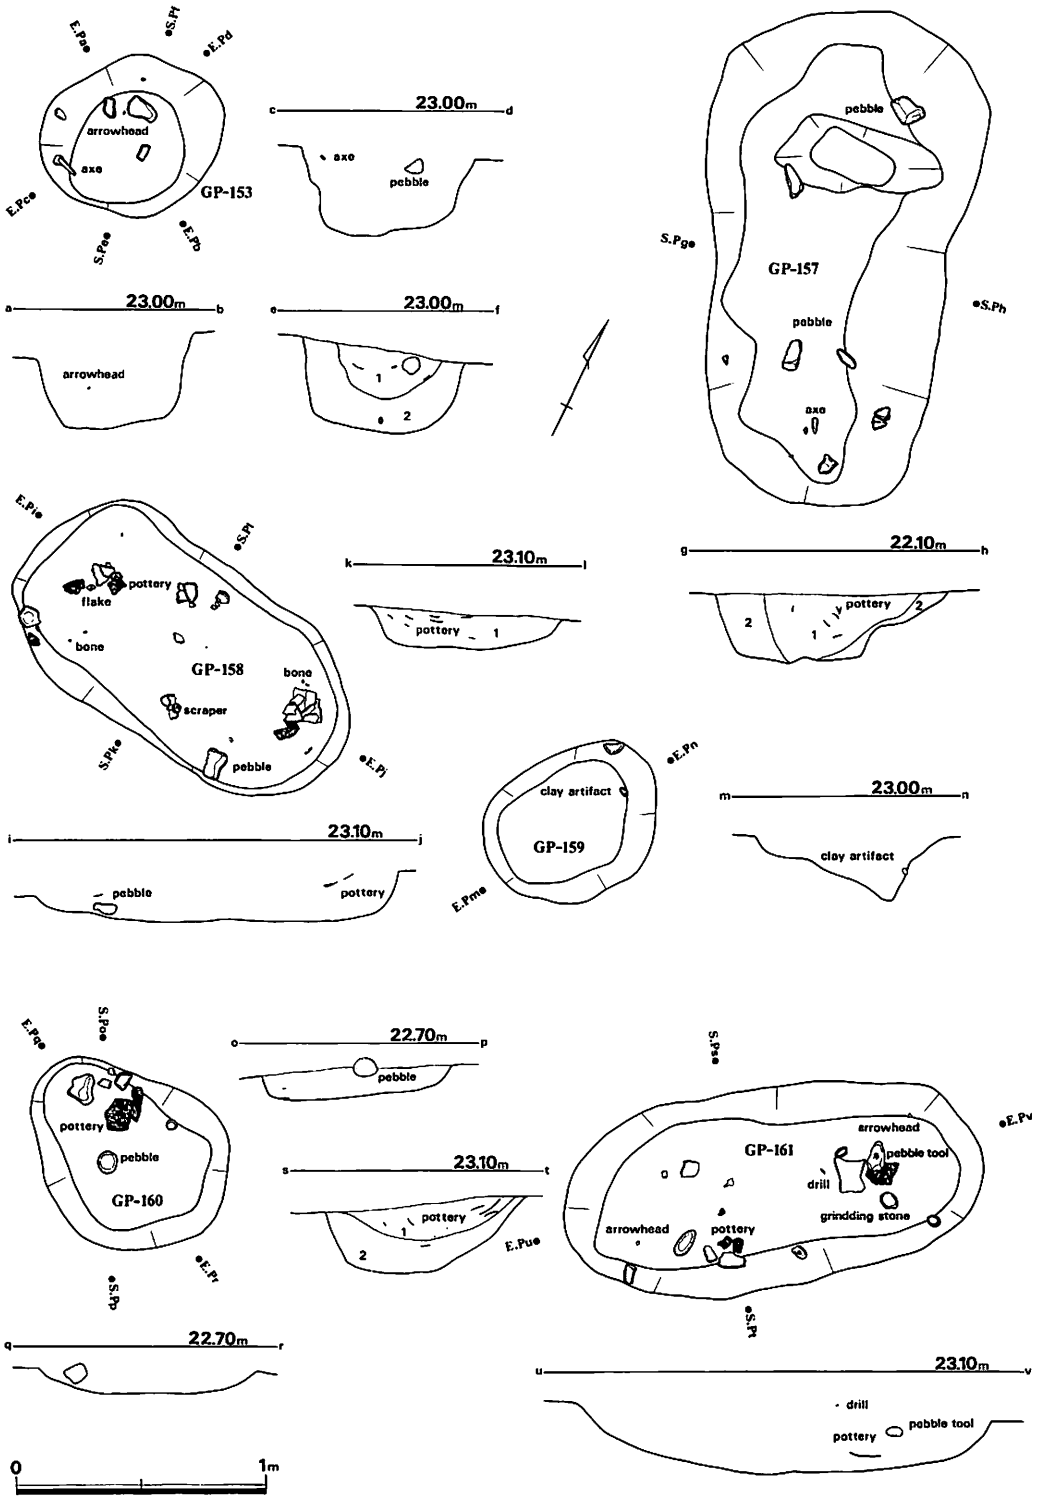 E.Pa
S.Pf
E.Pd
arrowhead
axe
GP-153
E.Pc
S.Pe
E.Pb
c 23.00m d
axe
pebble
a 23.00m b
arrowhead
e 23.00m f
1
2
pebble
S.Pg
GP-157
S.Ph
pebble
axe
g 22.10m h
pottery 2
2
1
E.Pi
S.Pl
pottery
flake
bone
GP-158
bone
scraper
S.Pk
pebble
E.Pj
k 23.10m l
pottery 1
i 23.10m j
pebble
pottery
E.Pn
clay artifact
GP-159
E.Pm
m 23.00m n
clay artifact
E.Pq
S.Po
pottery
pebble
GP-160
E.Pr
S.Pp
o 22.70m p
pebble
q 22.70m r
s 23.10m t
pottery
1
2
S.Ps
E.Pv
GP-161
arrowhead
pebble tool
drill
grindding stone
arrowhead
pottery
E.Pu
S.Pt
u 23.10m v
drill
pebble tool
pottery
0 1m